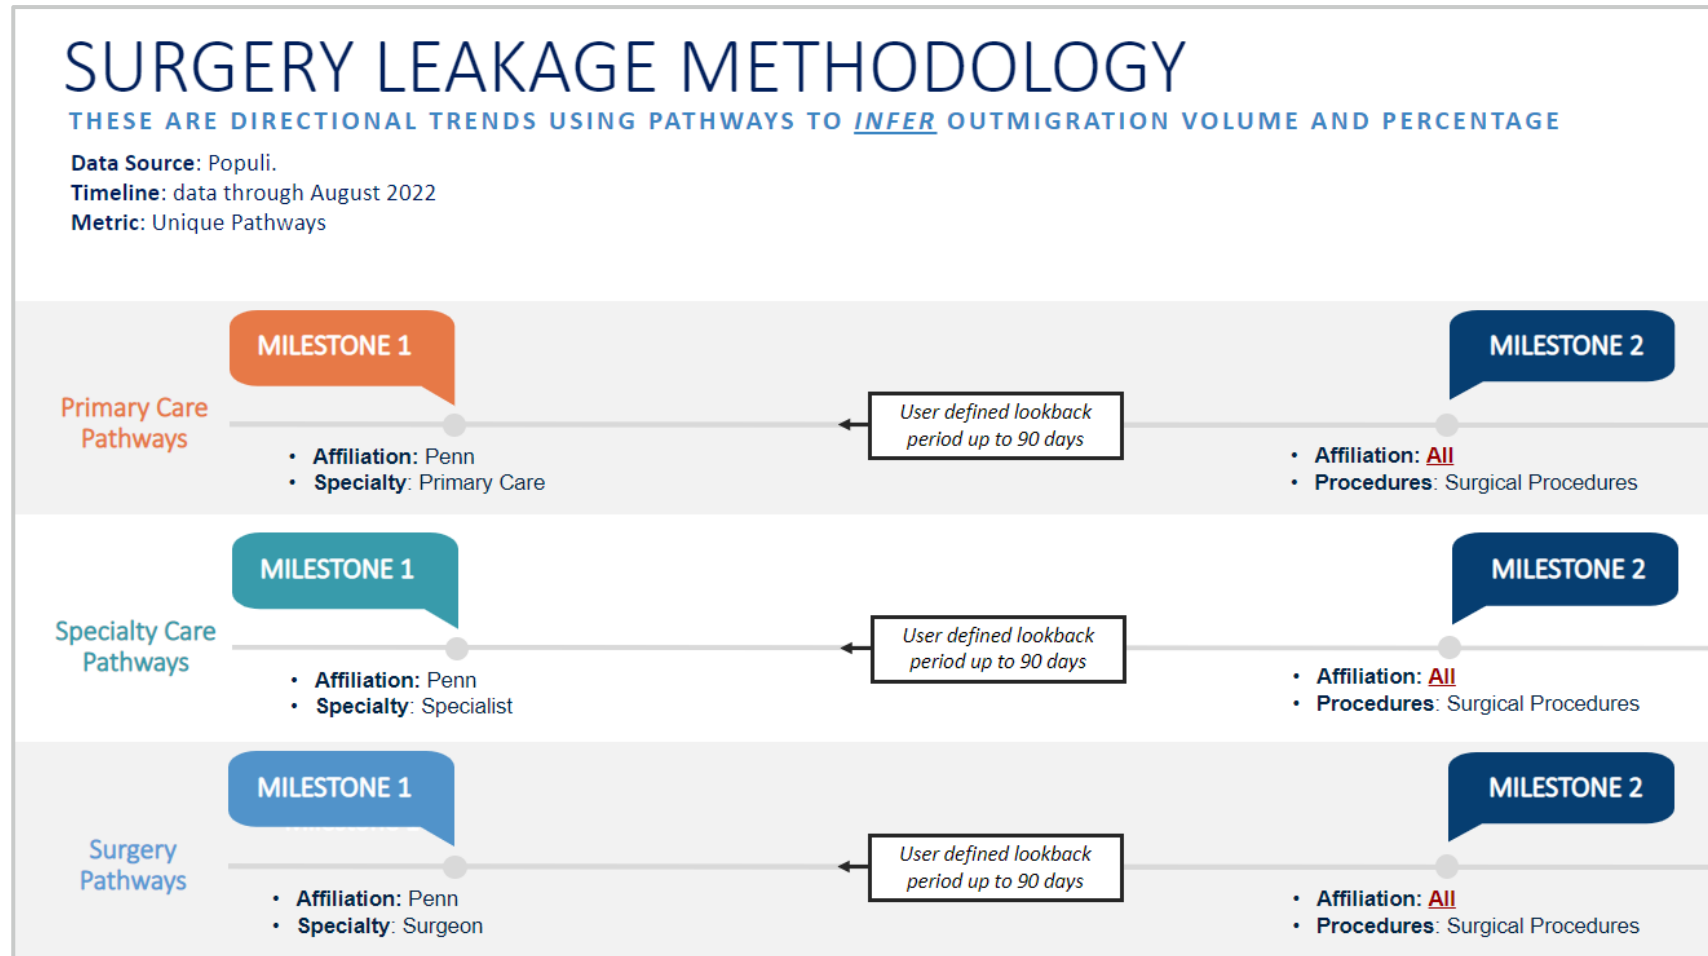 SURGERY LEAKAGE METHODOLOGY
THESE ARE DIRECTIONAL TRENDS USING PATHWAYS TO INFER OUTMIGRATION VOLUME AND PERCENTAGE
Data Source: Populi.
Timeline: data through August 2022
Metric: Unique Pathways
Primary Care
Pathways
MILESTONE 1
• Affiliation: Penn
• Specialty: Primary Care
User defined lookback
period up to 90 days
MILESTONE 2
• Affiliation: All
• Procedures: Surgical Procedures
Specialty Care
Pathways
MILESTONE 1
• Affiliation: Penn
• Specialty: Specialist
User defined lookback
period up to 90 days
MILESTONE 2
• Affiliation: All
• Procedures: Surgical Procedures
Surgery
Pathways
MILESTONE 1
• Affiliation: Penn
• Specialty: Surgeon
User defined lookback
period up to 90 days
MILESTONE 2
• Affiliation: All
• Procedures: Surgical Procedures